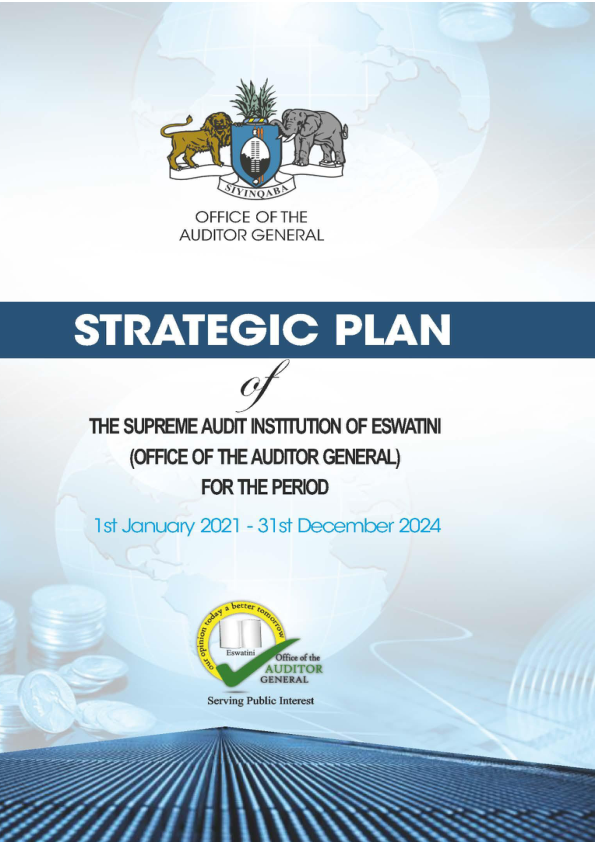 SIYINQABA
OFFICE OF THE
AUDITOR GENERAL
STRATEGIC PLAN
of
THE SUPREME AUDIT INSTITUTION OF ESWATINI
(OFFICE OF THE AUDITOR GENERAL)
FOR THE PERIOD
1st January 2021 - 31st December 2024
our opinion today a better tomorrow
Eswatini
Office of the
AUDITOR
GENERAL
Serving Public Interest